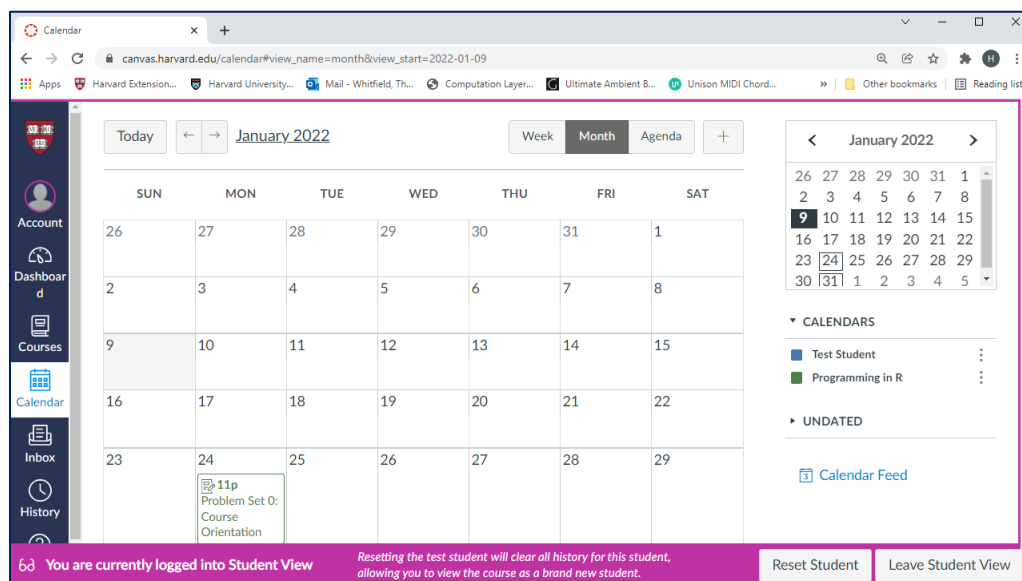 Calendar
canvas.harvard.edu/calendar#view_name=month&view_start=2022-01-09
H
Apps Harvard Extension... Harvard University... Mail - Whitfield, Th... Computation Layer... Ultimate Ambient B... Unison MIDI Chord... » Other bookmarks Reading list
Account
Dashboar
d
Courses
Calendar
Inbox
History
Today January 2022 Week Month Agenda
SUN MON TUE WED THU FRI SAT
26 27 28 29 30 31 1
2 3 4 5 6 7 8
9 10 11 12 13 14 15
16 17 18 19 20 21 22
23 24 25 26 27 28 29
11p
Problem Set 0:
Course
Orientation
January 2022
26 27 28 29 30 31 1
2 3 4 5 6 7 8
9 10 11 12 13 14 15
16 17 18 19 20 21 22
23 24 25 26 27 28 29
30 31 1 2 3 4 5
CALENDARS
Test Student
Programming in R
UNDATED
3 Calendar Feed
You are currently logged into Student View
Resetting the test student will clear all history for this student,
allowing you to view the course as a brand new student.
Reset Student Leave Student View